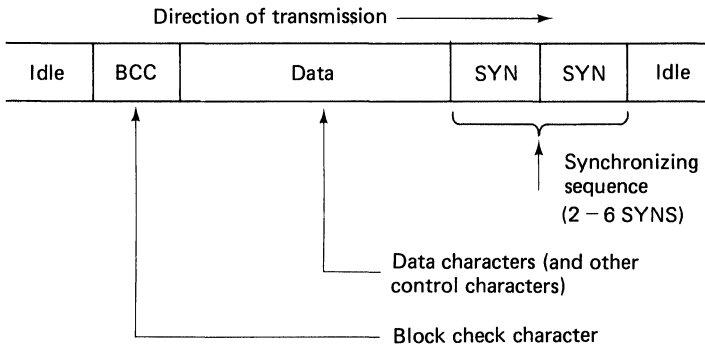 Direction of transmission
Idle BCC Data SYN SYN Idle
Synchronizing
sequence
(2 – 6 SYNS)
Data characters (and other
control characters)
Block check character